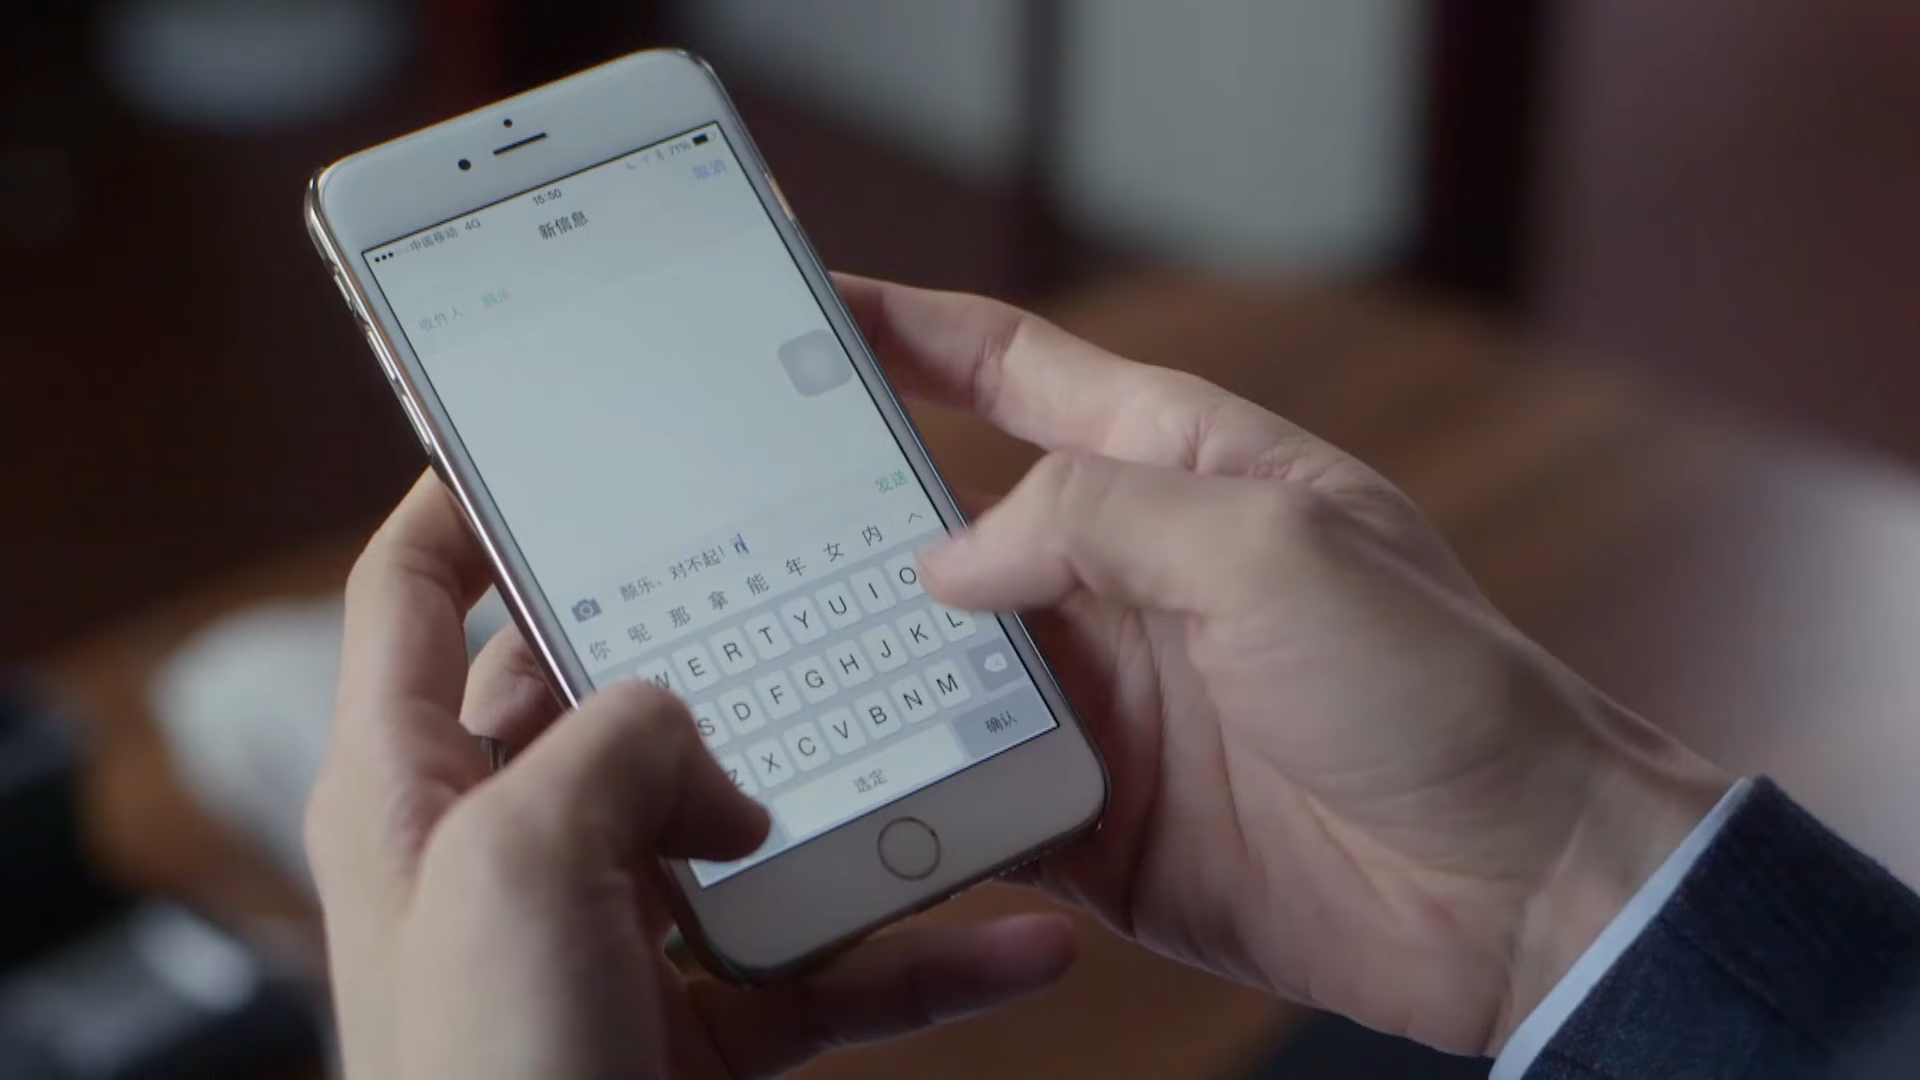 中国移动 4G 15:50 71%
新信息 取消
收件人 颜乐
发送
颜乐、对不起! n
你 呢 那 拿 能 年 女 内
W E R T Y U I O
S D F G H J K L
Z X C V B N M
选定 确认